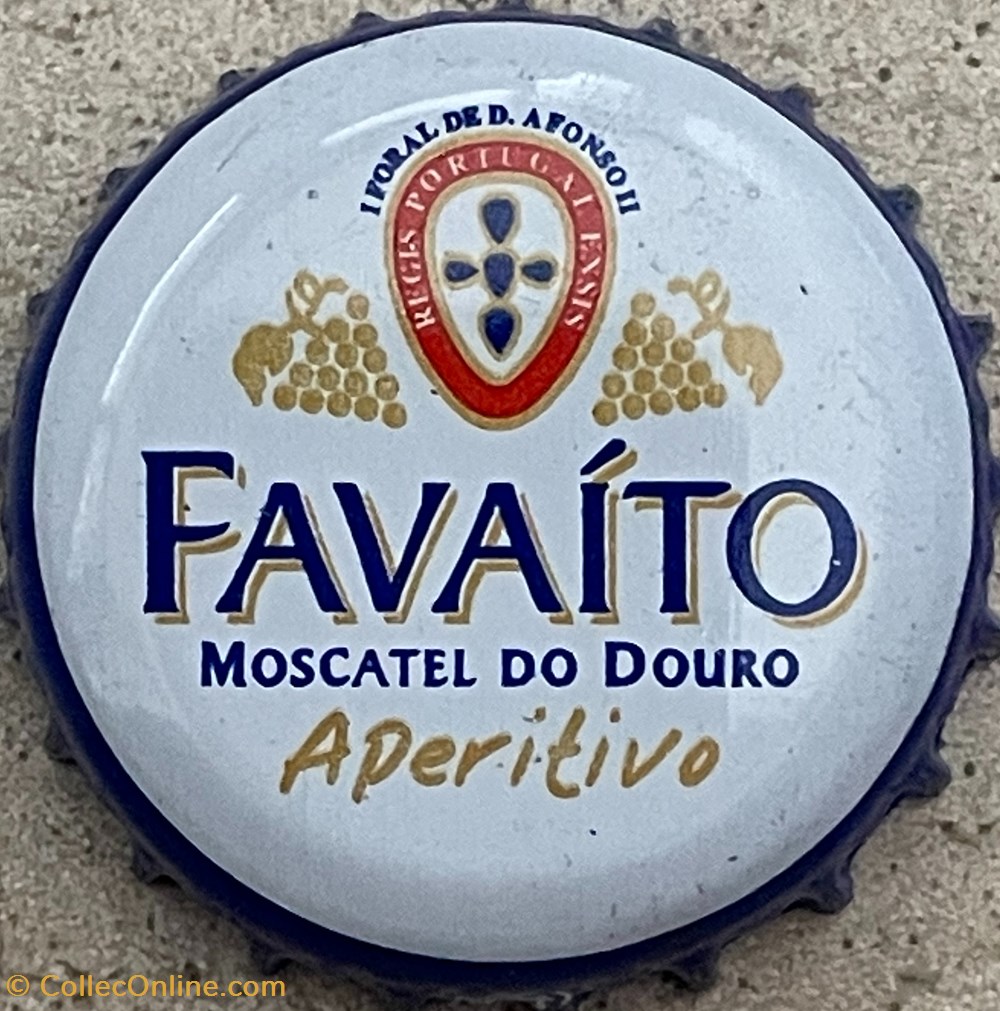 I FORAL DE D. AFONSO II
REGIS PORTUGALENSIS
FAVAÍTO
MOSCATEL DO DOURO
Aperitivo
© CollecOnline.com